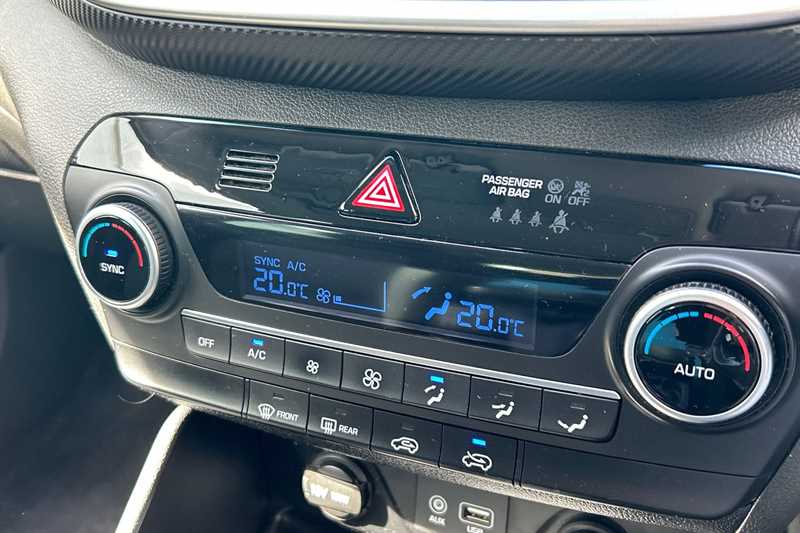 PASSENGER
AIR BAG
ON OFF
SYNC
SYNC A/C
20.0°C
20.0°C
AUTO
OFF
A/C
FRONT
REAR
AUX
USB